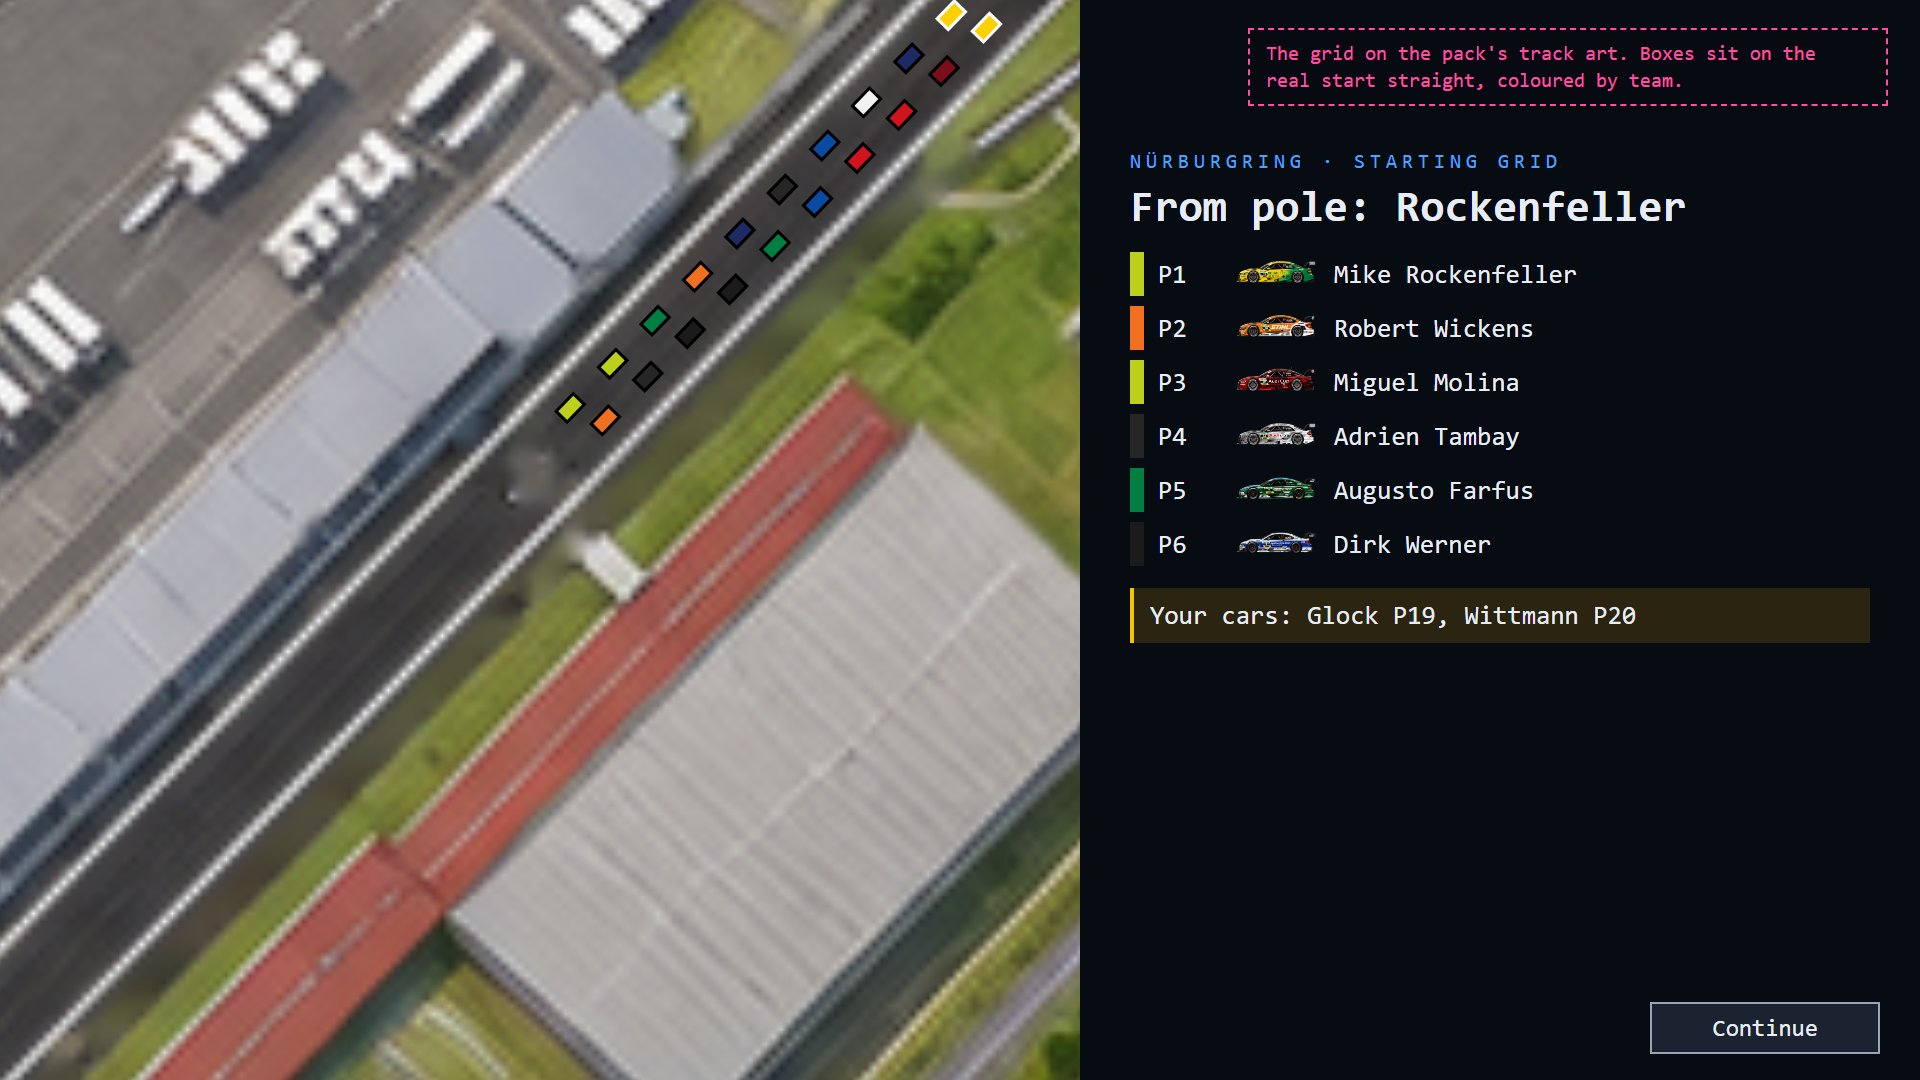 The grid on the pack's track art. Boxes sit on the
real start straight, coloured by team.
NÜRBURGRING · STARTING GRID
From pole: Rockenfeller
P1 Mike Rockenfeller
P2 Robert Wickens
P3 Miguel Molina
P4 Adrien Tambay
P5 Augusto Farfus
P6 Dirk Werner
Your cars: Glock P19, Wittmann P20
Continue